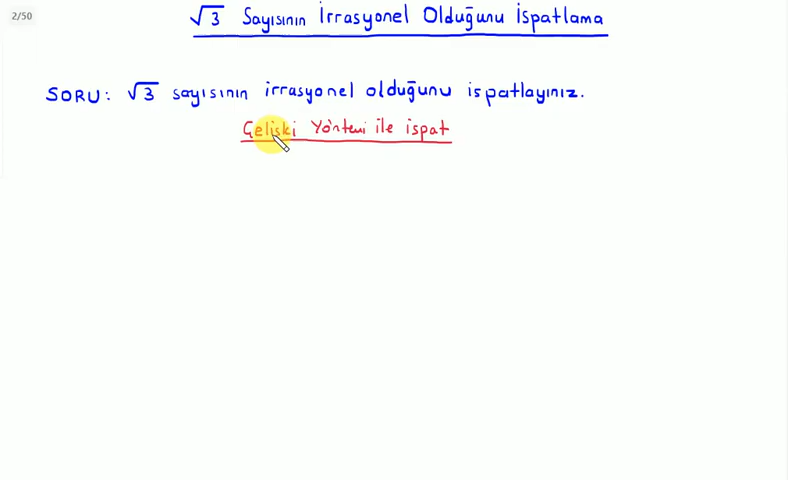 2/50
√3 Sayısının İrrasyonel Olduğunu İspatlama
SORU: √3 sayısının irrasyonel olduğunu ispatlayınız.
Çelişki Yöntemi ile ispat